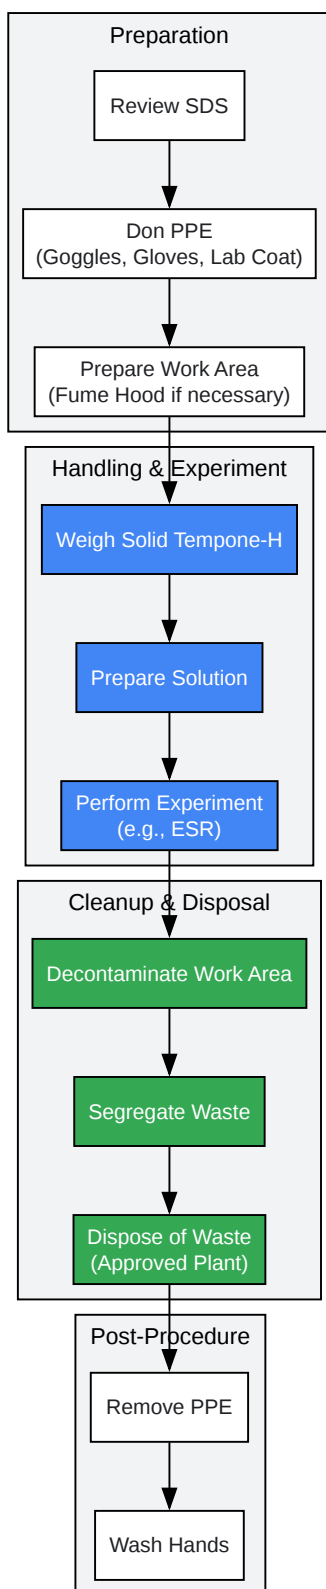 Preparation
Review SDS
Don PPE
(Goggles, Gloves, Lab Coat)
Prepare Work Area
(Fume Hood if necessary)
Handling & Experiment
Weigh Solid Tempone-H
Prepare Solution
Perform Experiment
(e.g., ESR)
Cleanup & Disposal
Decontaminate Work Area
Segregate Waste
Dispose of Waste
(Approved Plant)
Post-Procedure
Remove PPE
Wash Hands